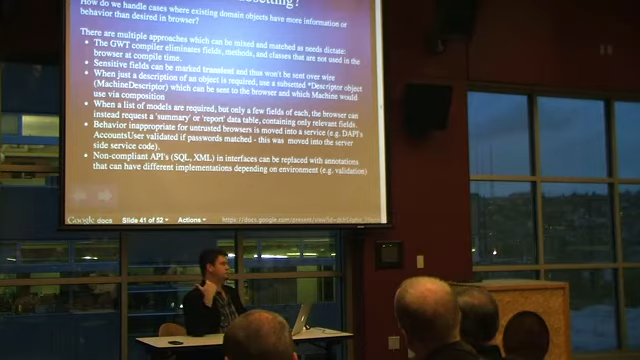 setting?
How do we handle cases where existing domain objects have more information or
behavior than desired in browser?
There are multiple approaches which can be mixed and matched as needs dictate:
• The GWT compiler eliminates fields, methods, and classes that are not used in the
browser at compile time.
• Sensitive fields can be marked transient and thus won't be sent over wire
• When just a description of an object is required, use a subsetted *Descriptor object
(MachineDescriptor) which can be sent to the browser and which Machine would
use via composition
• When a list of models are required, but only a few fields of each, the browser can
instead request a 'summary' or 'report' data table, containing only relevant fields.
• Behavior inappropriate for untrusted browsers is moved into a service (e.g. DAPI's
AccountsUser validated if passwords matched - this was moved into the server
side service code).
• Non-compliant API's (SQL, XML) in interfaces can be replaced with annotations
that can have different implementations depending on environment (e.g. validation)
Google docs Slide 41 of 52 Actions